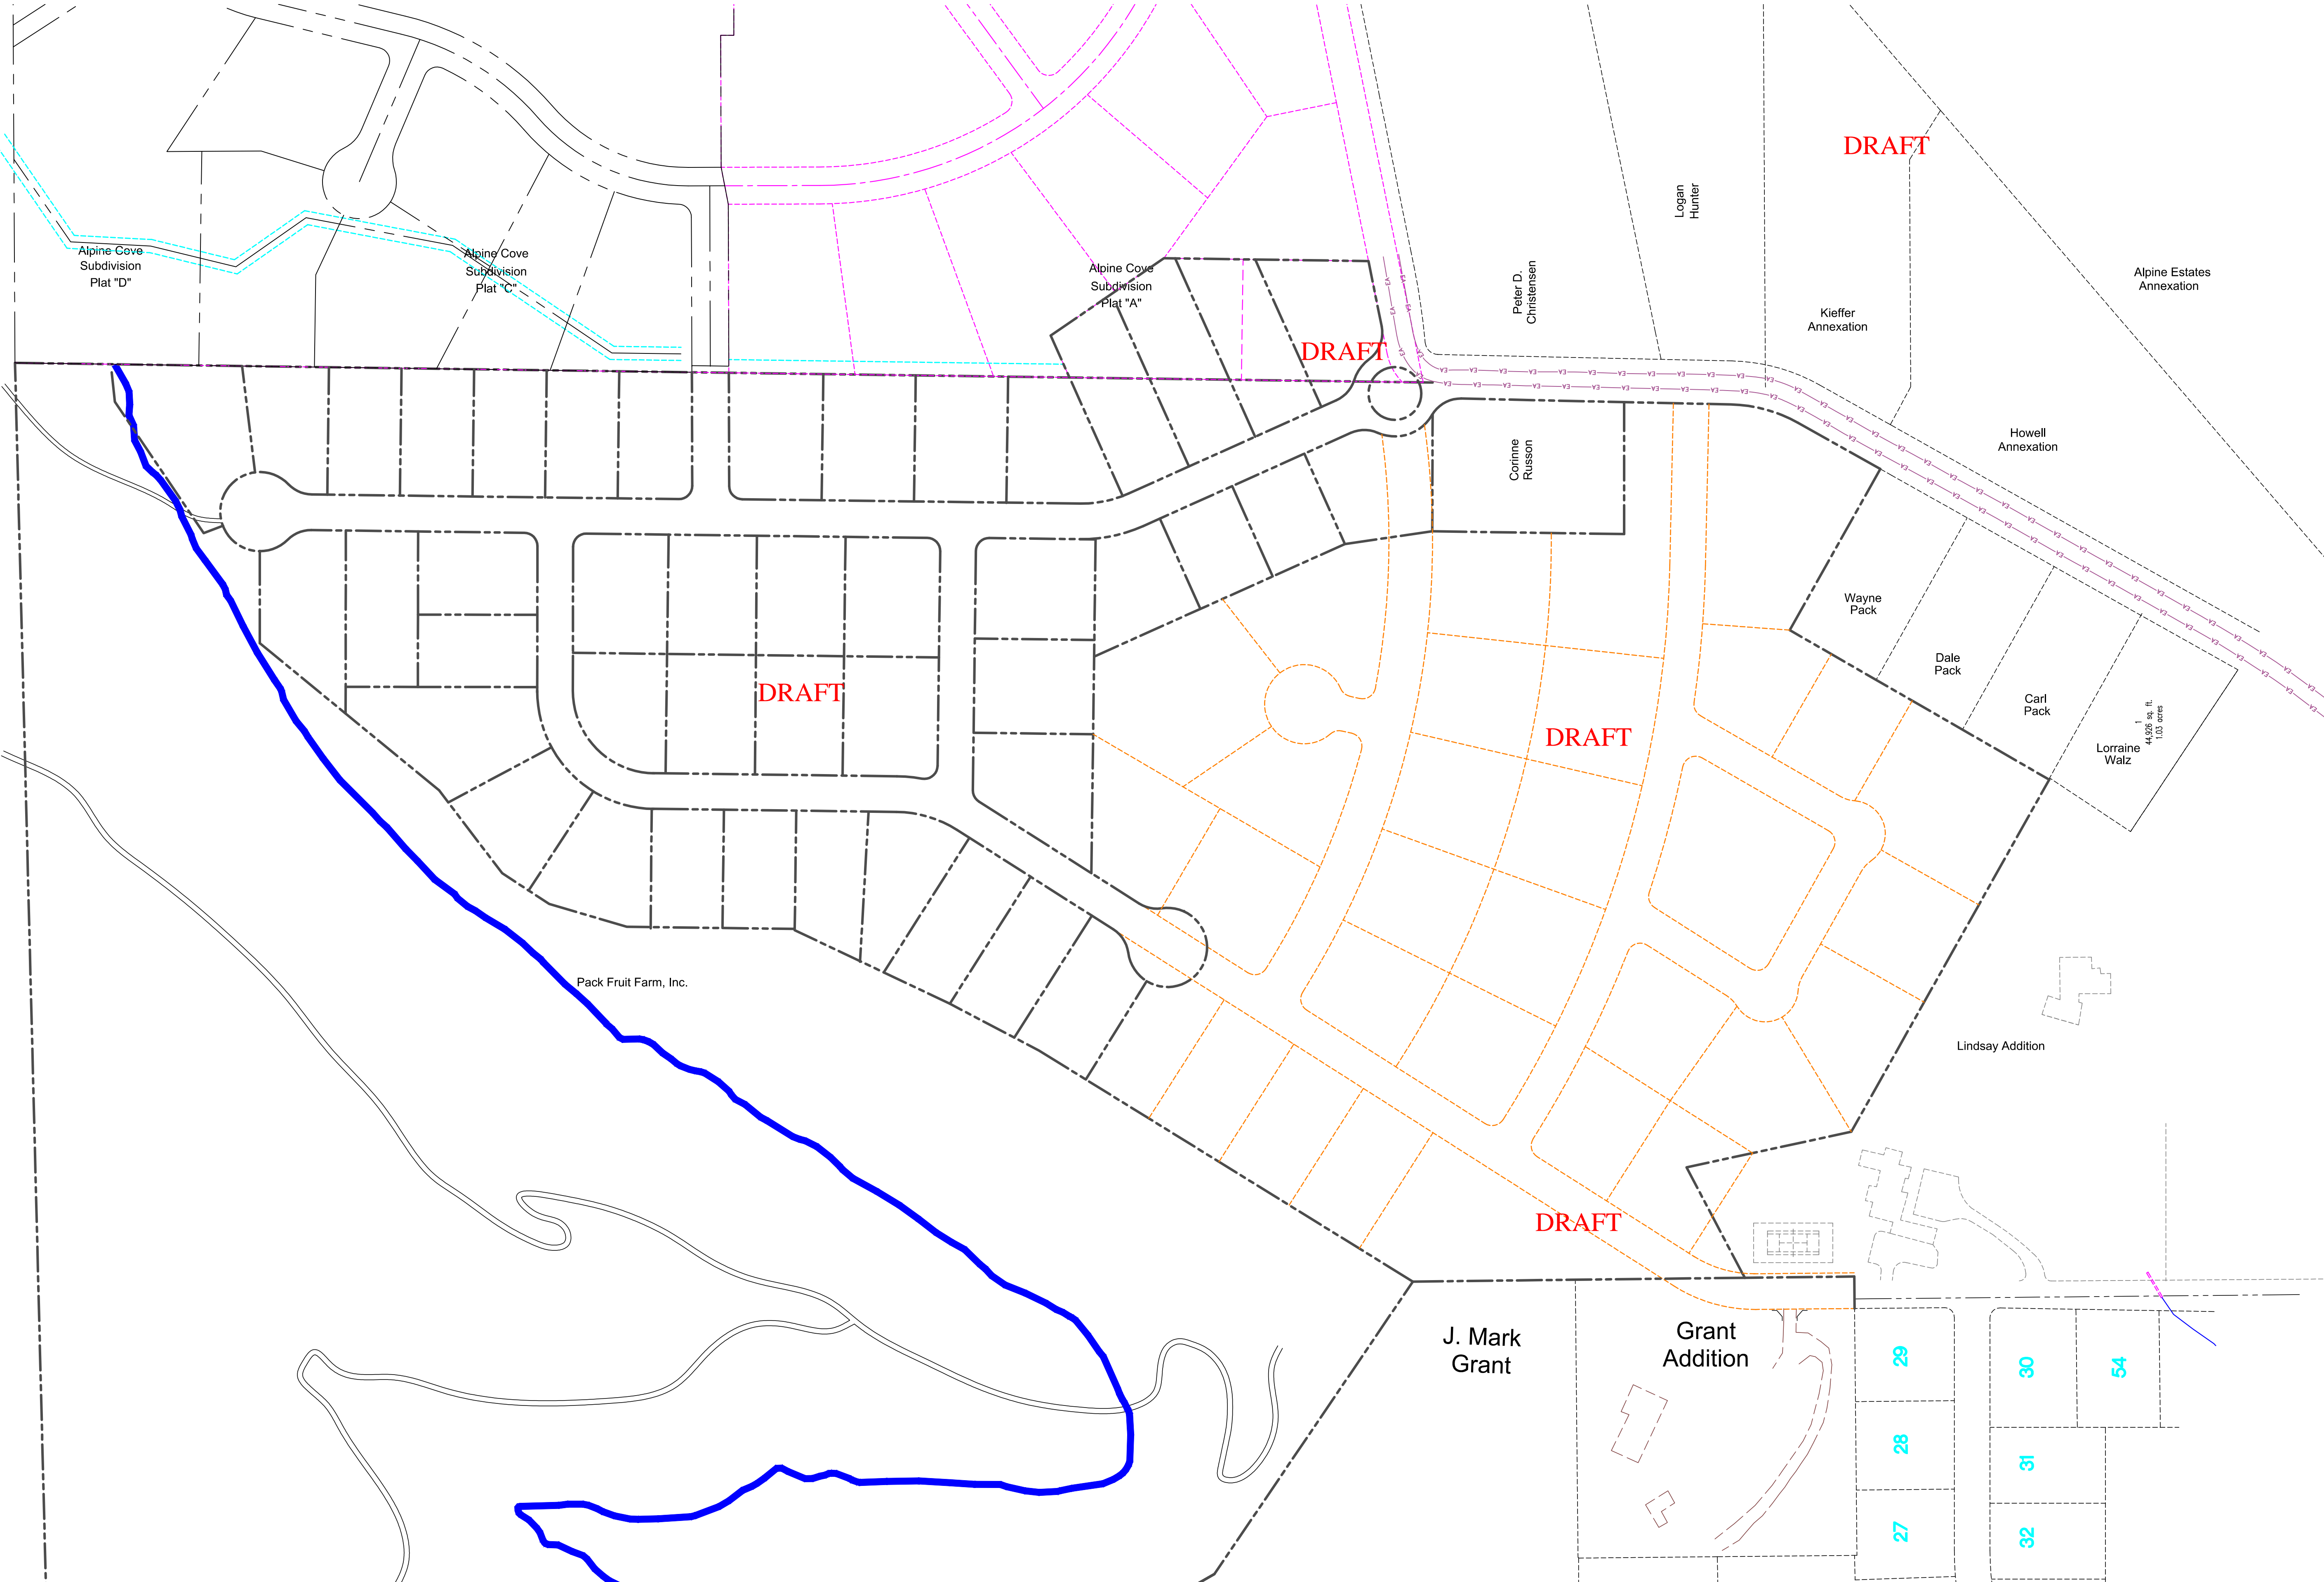 DRAFT
Logan
Hunter
Alpine Cove
Subdivision
Plat "D"
Alpine Cove
Subdivision
Plat "C"
Alpine Cove
Subdivision
Plat "A"
Peter D.
Christensen
Alpine Estates
Annexation
Kieffer
Annexation
DRAFT
Howell
Annexation
Corinne
Russon
Wayne
Pack
Dale
Pack
Carl
Pack
Lorraine
Walz
1
44,926 sq. ft.
1.03 acres
DRAFT
DRAFT
Pack Fruit Farm, Inc.
Lindsay Addition
DRAFT
J. Mark
Grant
Grant
Addition
29
30
54
28
31
27
32